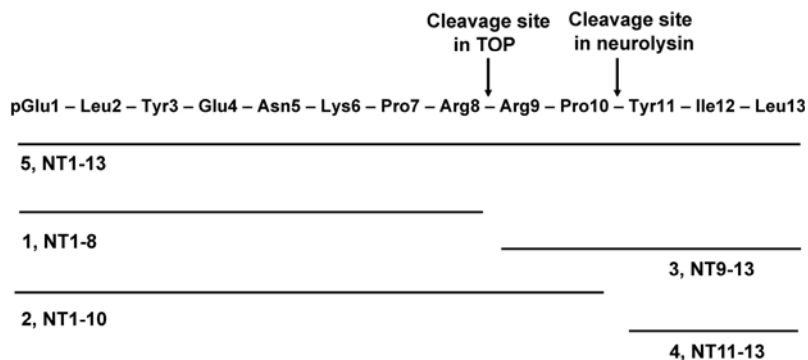 Cleavage site in TOP
Cleavage site in neurolysin
pGlu1 – Leu2 – Tyr3 – Glu4 – Asn5 – Lys6 – Pro7 – Arg8 – Arg9 – Pro10 – Tyr11 – Ile12 – Leu13
5, NT1-13
1, NT1-8
3, NT9-13
2, NT1-10
4, NT11-13